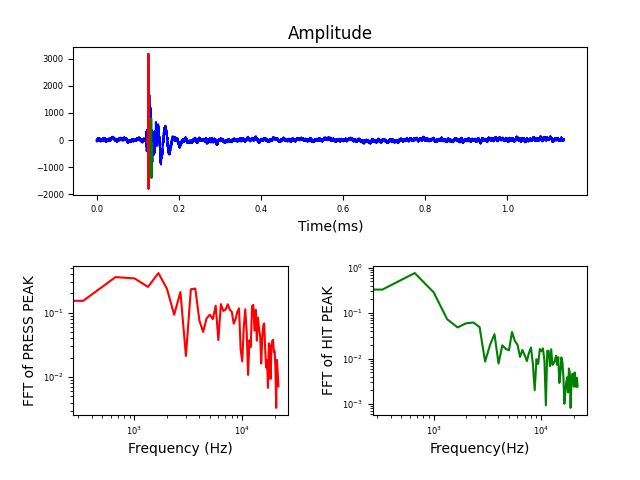 Amplitude
3000
2000
1000
0
−1000
−2000
0.0 0.2 0.4 0.6 0.8 1.0
Time(ms)
FFT of PRESS PEAK
10⁻¹
10⁻²
10³ 10⁴
Frequency (Hz)
FFT of HIT PEAK
10⁰
10⁻¹
10⁻²
10⁻³
10³ 10⁴
Frequency(Hz)